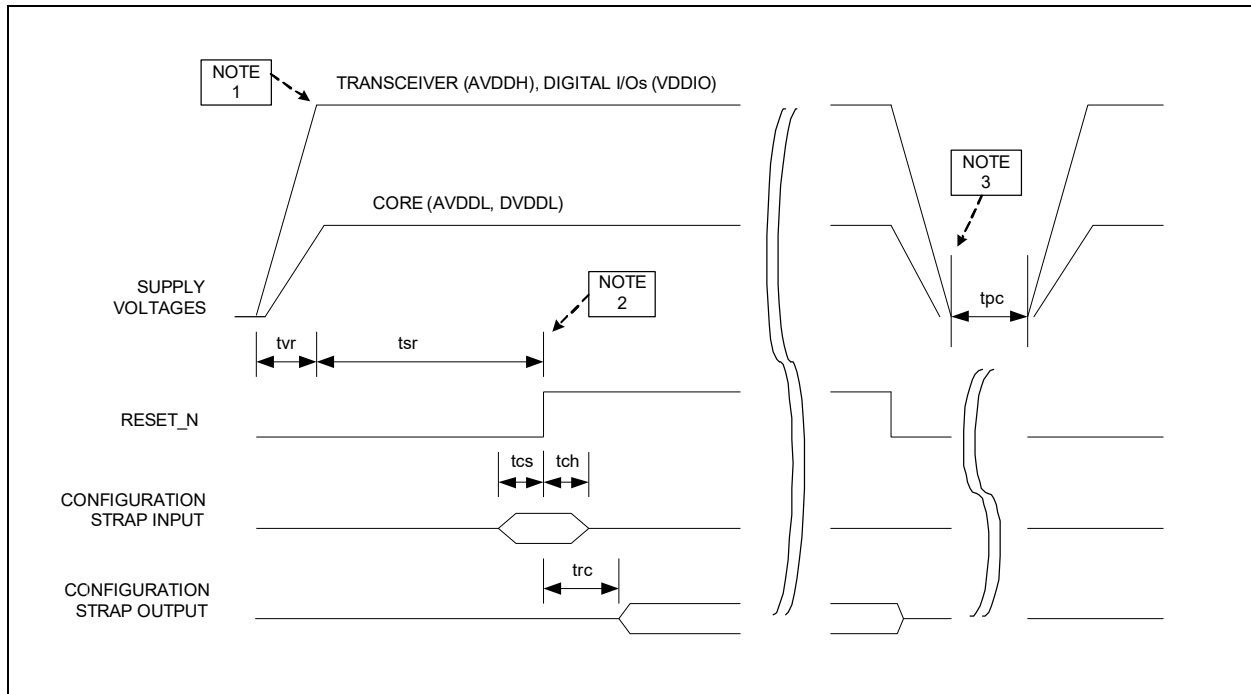 NOTE
1
TRANSCEIVER (AVDDH), DIGITAL I/Os (VDDIO)
NOTE
3
CORE (AVDDL, DVDDL)
SUPPLY
VOLTAGES
NOTE
2
tpc
tvr
tsr
RESET_N
tcs
tch
CONFIGURATION
STRAP INPUT
trc
CONFIGURATION
STRAP OUTPUT